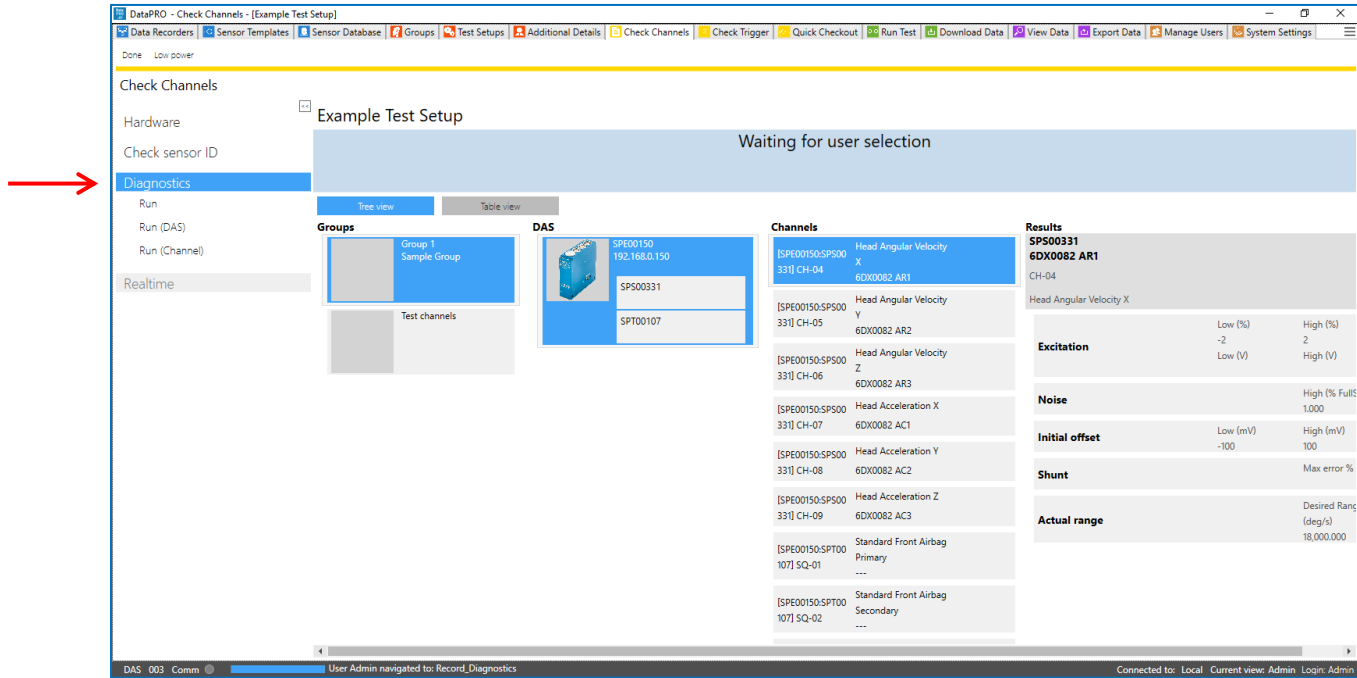 DataPRO - Check Channels - [Example Test Setup]
Data Recorders Sensor Templates Sensor Database Groups Test Setups Additional Details Check Channels Check Trigger Quick Checkout Run Test Download Data View Data Export Data Manage Users System Settings
Done Low power
Check Channels
<<
Hardware
Check sensor ID
Diagnostics
Run
Run (DAS)
Run (Channel)
Realtime
Example Test Setup
Waiting for user selection
Tree view Table view
Groups
Group 1
Sample Group
Test channels
DAS
SPE00150
192.168.0.150
SPS00331
SPT00107
Channels
[SPE00150:SPS00
331] CH-04
Head Angular Velocity
X
6DX0082 AR1
[SPE00150:SPS00
331] CH-05
Head Angular Velocity
Y
6DX0082 AR2
[SPE00150:SPS00
331] CH-06
Head Angular Velocity
Z
6DX0082 AR3
[SPE00150:SPS00
331] CH-07
Head Acceleration X
6DX0082 AC1
[SPE00150:SPS00
331] CH-08
Head Acceleration Y
6DX0082 AC2
[SPE00150:SPS00
331] CH-09
Head Acceleration Z
6DX0082 AC3
[SPE00150:SPT00
107] SQ-01
Standard Front Airbag
Primary
---
[SPE00150:SPT00
107] SQ-02
Standard Front Airbag
Secondary
---
Results
SPS00331
6DX0082 AR1
CH-04
Head Angular Velocity X
Excitation
Low (%) High (%)
-2 2
Low (V) High (V)
Noise
High (% FullS
1.000
Initial offset
Low (mV) High (mV)
-100 100
Shunt
Max error %
Actual range
Desired Rang
(deg/s)
18,000.000
DAS 003 Comm User Admin navigated to: Record_Diagnostics Connected to: Local Current view: Admin Login: Admin